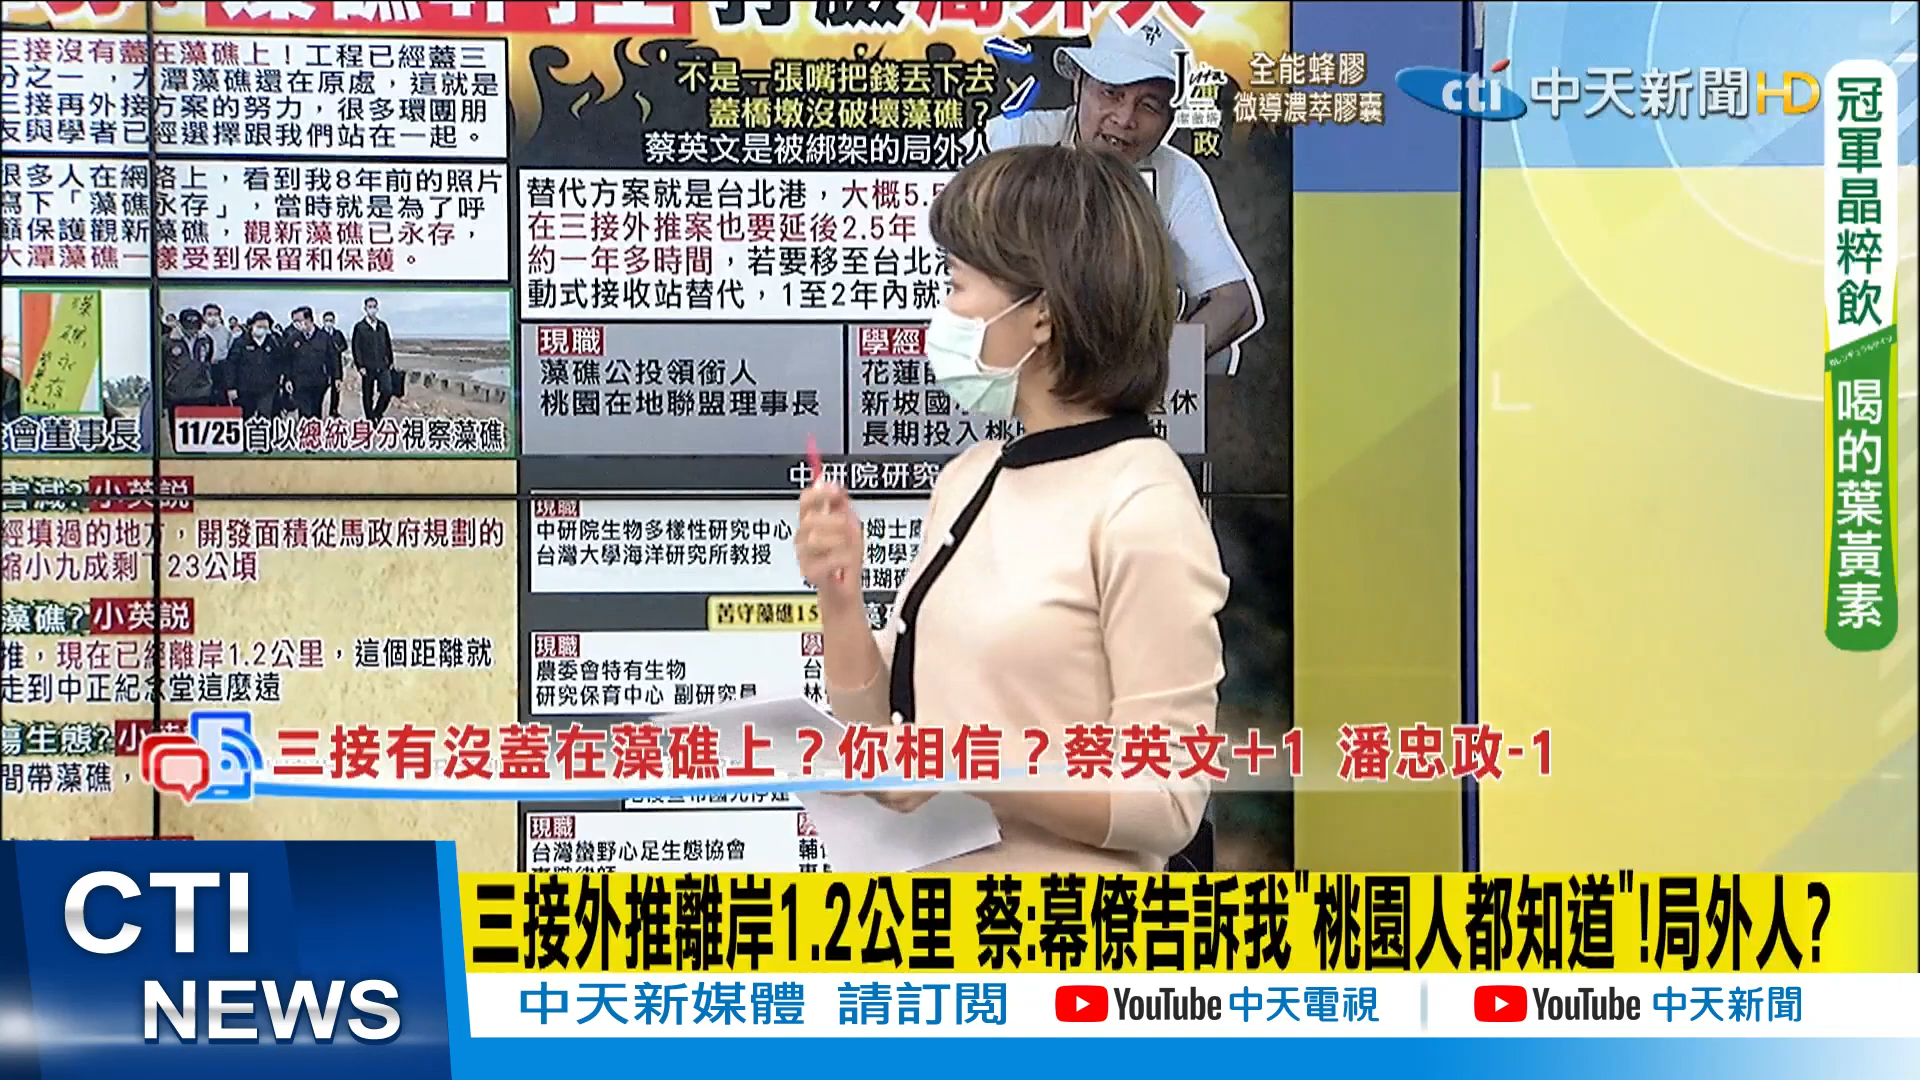 三接沒有蓋在藻礁上！工程已經蓋三
分之一，大潭藻礁還在原處，這就是
三接再外接方案的努力，很多環團朋
友與學者已經選擇跟我們站在一起。
很多人在網路上，看到我8年前的照片
寫下「藻礁永存」，當時就是為了呼
籲保護觀新藻礁，觀新藻礁已永存，
大潭藻礁一樣受到保留和保護。
會董事長
11/25首以總統身分視察藻礁
害減?小英說
經填過的地方，開發面積從馬政府規劃的
縮小九成剩下23公頃
藻礁?小英說
推，現在已經離岸1.2公里，這個距離就
走到中正紀念堂這麼遠
傷生態?小
間帶藻礁，
打臉局外人
不是一張嘴把錢丟下去
蓋橋墩沒破壞藻礁？
蔡英文是被綁架的局外人
潘
政
替代方案就是台北港，大概5.5
在三接外推案也要延後2.5年
約一年多時間，若要移至台北港
動式接收站替代，1至2年內就
現職
藻礁公投領銜人
桃園在地聯盟理事長
學經
花蓮
新坡國小
退休
長期投入桃
動
中研院研究
現職
中研院生物多樣性研究中心
台灣大學海洋研究所教授
苦守藻礁15
現職
農委會特有生物
研究保育中心 副研究員
現職
台灣蠻野心足生態協會
全能蜂膠
微導濃萃膠囊
cti 中天新聞HD
冠軍晶粹飲
喝的葉黃素
三接有沒蓋在藻礁上？你相信？蔡英文+1 潘忠政-1
CTI
NEWS
三接外推離岸1.2公里 蔡:幕僚告訴我"桃園人都知道"!局外人?
中天新媒體 請訂閱 YouTube 中天電視 YouTube 中天新聞